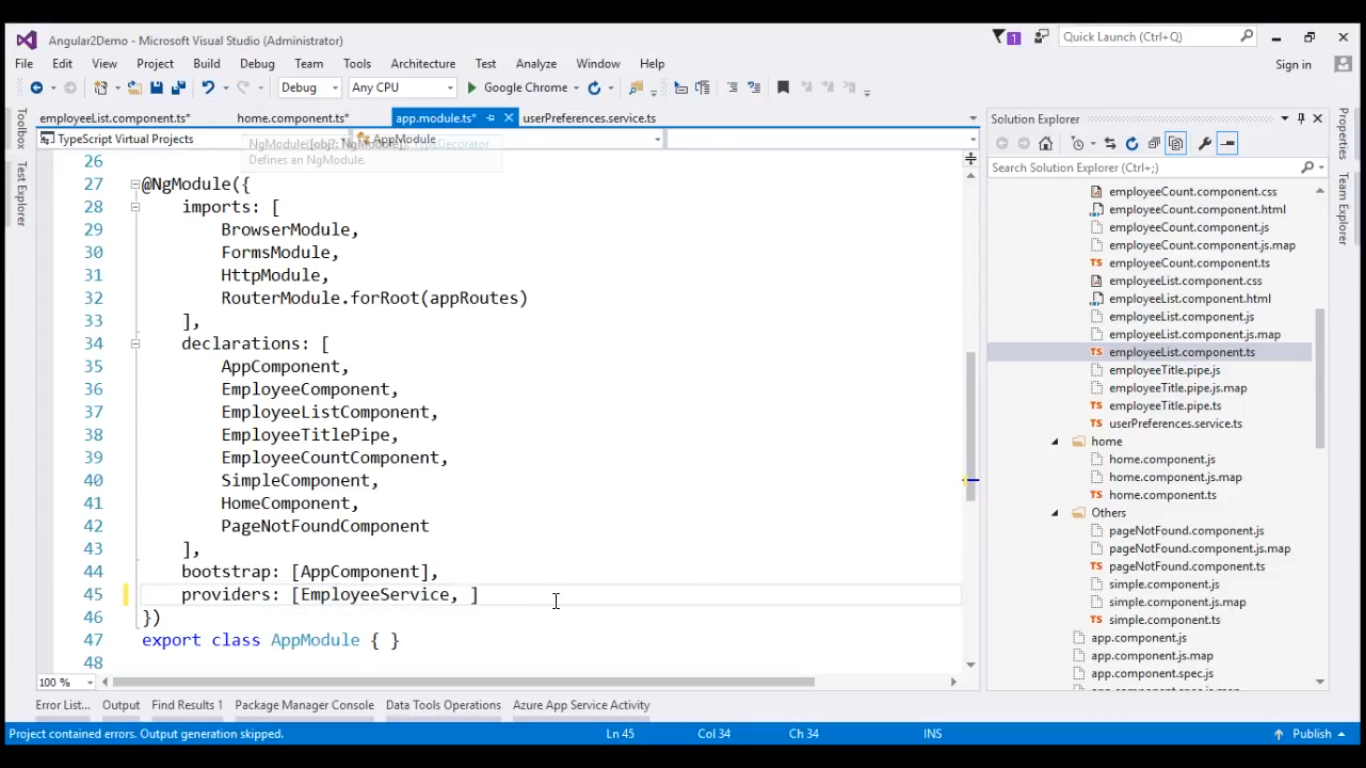 Angular2Demo - Microsoft Visual Studio (Administrator)
1
Quick Launch (Ctrl+Q)
File Edit View Project Build Debug Team Tools Architecture Test Analyze Window Help
Sign in
Debug Any CPU Google Chrome
Toolbox
Test Explorer
employeeList.component.ts* home.component.ts* app.module.ts* userPreferences.service.ts
TypeScript Virtual Projects AppModule
NgModule([obj?: NgModule]): TypeDecorator
Defines an NgModule.
26
27 @NgModule({
28 imports: [
29 BrowserModule,
30 FormsModule,
31 HttpModule,
32 RouterModule.forRoot(appRoutes)
33 ],
34 declarations: [
35 AppComponent,
36 EmployeeComponent,
37 EmployeeListComponent,
38 EmployeeTitlePipe,
39 EmployeeCountComponent,
40 SimpleComponent,
41 HomeComponent,
42 PageNotFoundComponent
43 ],
44 bootstrap: [AppComponent],
45 providers: [EmployeeService, ]
46 })
47 export class AppModule { }
48
100 %
Solution Explorer
Search Solution Explorer (Ctrl+;)
employeeCount.component.css
employeeCount.component.html
employeeCount.component.js
employeeCount.component.js.map
TS employeeCount.component.ts
employeeList.component.css
employeeList.component.html
employeeList.component.js
employeeList.component.js.map
TS employeeList.component.ts
employeeTitle.pipe.js
employeeTitle.pipe.js.map
TS employeeTitle.pipe.ts
TS userPreferences.service.ts
home
home.component.js
home.component.js.map
TS home.component.ts
Others
pageNotFound.component.js
pageNotFound.component.js.map
TS pageNotFound.component.ts
simple.component.js
simple.component.js.map
TS simple.component.ts
app.component.js
app.component.js.map
app.component.spec.js
Properties
Team Explorer
Error List... Output Find Results 1 Package Manager Console Data Tools Operations Azure App Service Activity
Project contained errors. Output generation skipped. Ln 45 Col 34 Ch 34 INS Publish